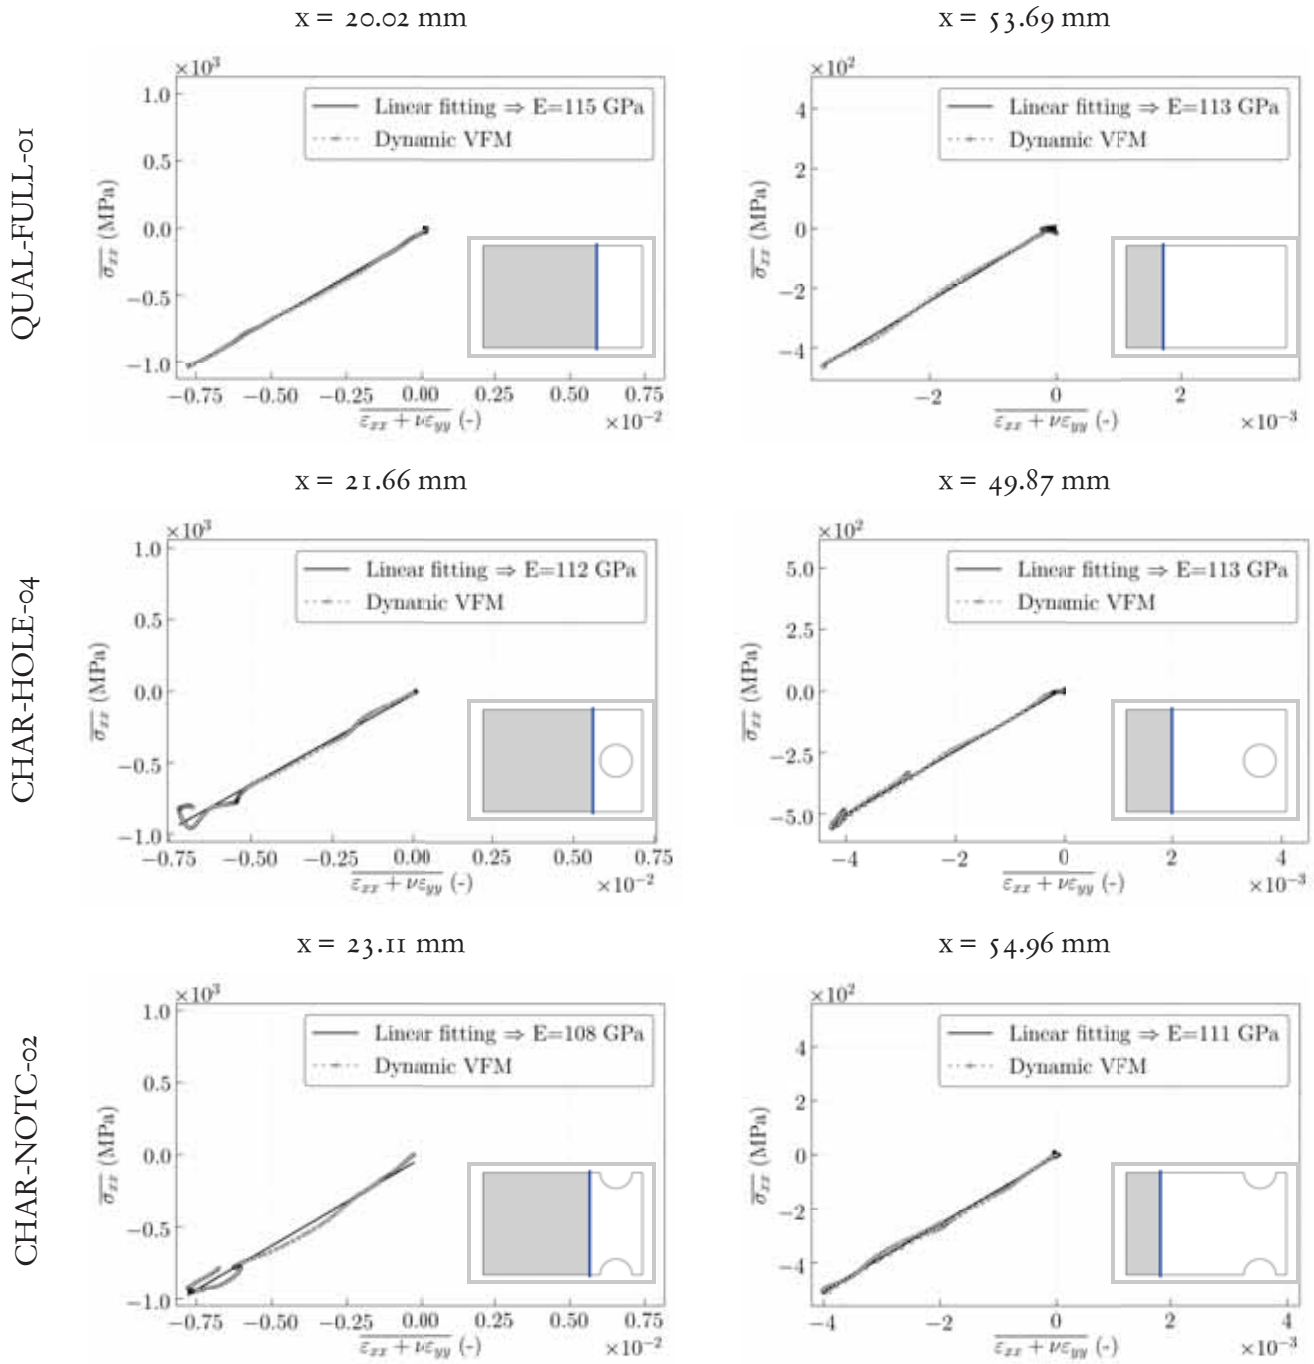 x = 20.02 mm
x = 53.69 mm
QUAL-FULL-01
×10³
1.0
0.5
0.0
−0.5
−1.0
σxx (MPa)
Linear fitting ⇒ E=115 GPa
Dynamic VFM
−0.75 −0.50 −0.25 0.00 0.25 0.50 0.75
εxx + νεyy (-)
×10⁻²
×10²
4
2
0
−2
−4
σxx (MPa)
Linear fitting ⇒ E=113 GPa
Dynamic VFM
−2 0 2
εxx + νεyy (-)
×10⁻³
x = 21.66 mm
x = 49.87 mm
CHAR-HOLE-04
×10³
1.0
0.5
0.0
−0.5
−1.0
σxx (MPa)
Linear fitting ⇒ E=112 GPa
Dynamic VFM
−0.75 −0.50 −0.25 0.00 0.25 0.50 0.75
εxx + νεyy (-)
×10⁻²
×10²
5.0
2.5
0.0
−2.5
−5.0
σxx (MPa)
Linear fitting ⇒ E=113 GPa
Dynamic VFM
−4 −2 0 2 4
εxx + νεyy (-)
×10⁻³
x = 23.11 mm
x = 54.96 mm
CHAR-NOTC-02
×10³
1.0
0.5
0.0
−0.5
−1.0
σxx (MPa)
Linear fitting ⇒ E=108 GPa
Dynamic VFM
−0.75 −0.50 −0.25 0.00 0.25 0.50 0.75
εxx + νεyy (-)
×10⁻²
×10²
4
2
0
−2
−4
σxx (MPa)
Linear fitting ⇒ E=111 GPa
Dynamic VFM
−4 −2 0 2 4
εxx + νεyy (-)
×10⁻³